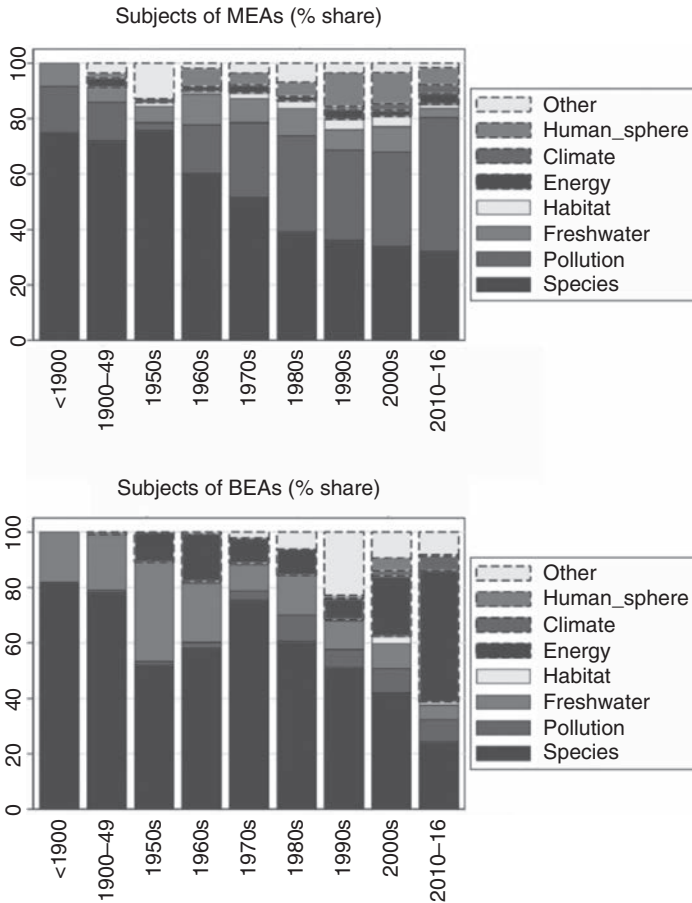 Subjects of MEAs (% share)
100
80
60
40
20
0
<1900
1900–49
1950s
1960s
1970s
1980s
1990s
2000s
2010–16
Other
Human_sphere
Climate
Energy
Habitat
Freshwater
Pollution
Species
Subjects of BEAs (% share)
100
80
60
40
20
0
<1900
1900–49
1950s
1960s
1970s
1980s
1990s
2000s
2010–16
Other
Human_sphere
Climate
Energy
Habitat
Freshwater
Pollution
Species